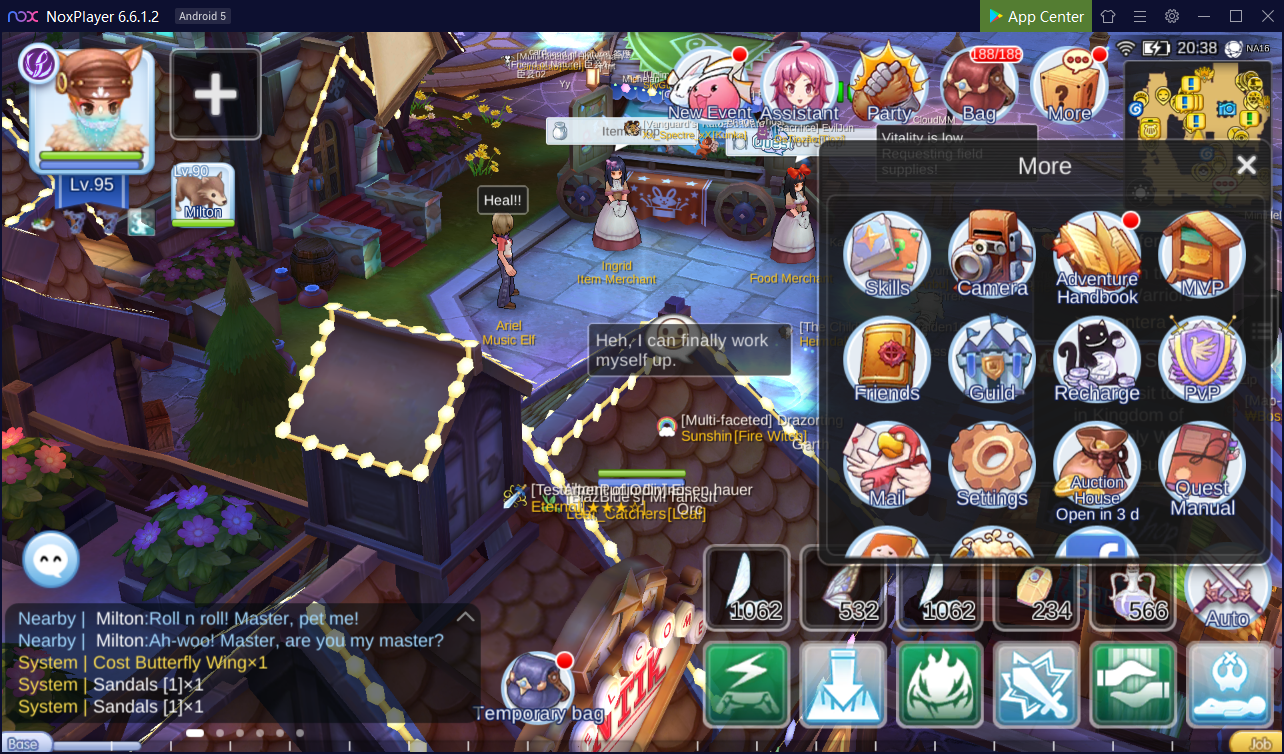 nox NoxPlayer 6.6.1.2 Android 5
App Center
20:38 NA16
Lv.95
Lv.90
Milton
188/188
New Event
Assistant
Party
Bag
More
CloudMM
Vitality is low
Requesting field
supplies!
More
Skills
Camera
Adventure
Handbook
MVP
Friends
Guild
Recharge
PvP
Mail
Settings
Auction
House
Open in 3 d
Quest
Manual
Heal!!
Ingrid
Item Merchant
Food Mercha
Ariel
Music Elf
Heh, I can finally work
myself up.
[Multi-faceted] Drazor
Sunshin[Fire Witc
1062
532
1062
234
566
Auto
Nearby | Milton:Roll n roll! Master, pet me!
Nearby | Milton:Ah-woo! Master, are you my master?
System | Cost Butterfly Wing×1
System | Sandals [1]×1
System | Sandals [1]×1
Temporary bag
Base
Job